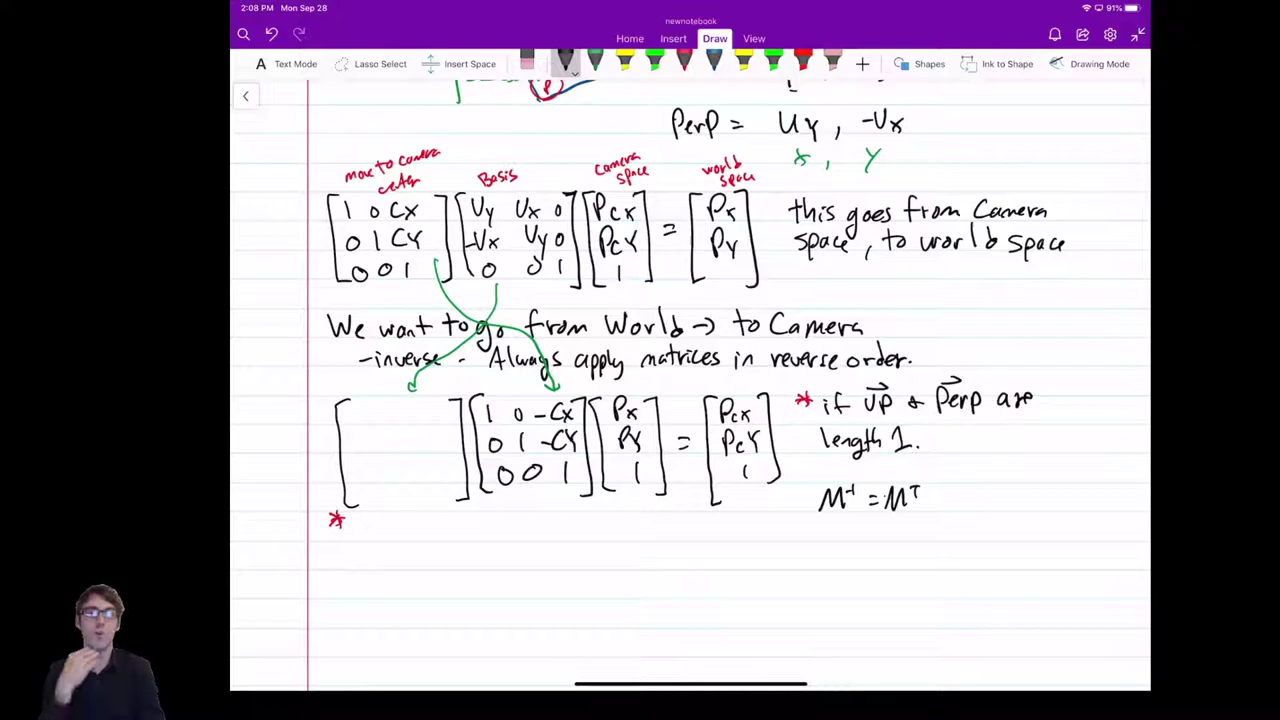 2:08 PM Mon Sep 28
91%
newnotebook
Home Insert Draw View
Text Mode Lasso Select Insert Space Shapes Ink to Shape Drawing Mode
P
PerP = Uy, -Ux
x, y
move to camera center
Basis
camera space
world space
1 0 Cx Uy Ux 0 PcX Px this goes from Camera
0 1 CY -Ux Uy 0 PcY = PY space, to world space
0 0 1 0 0 1 1
We want to go from World → to Camera
-inverse - Always apply matrices in reverse order.
1 0 -CX Px PcX * if UP & Perp are
0 1 -CY PY = PcY length 1.
0 0 1 1 1
* M⁻¹ = Mᵀ